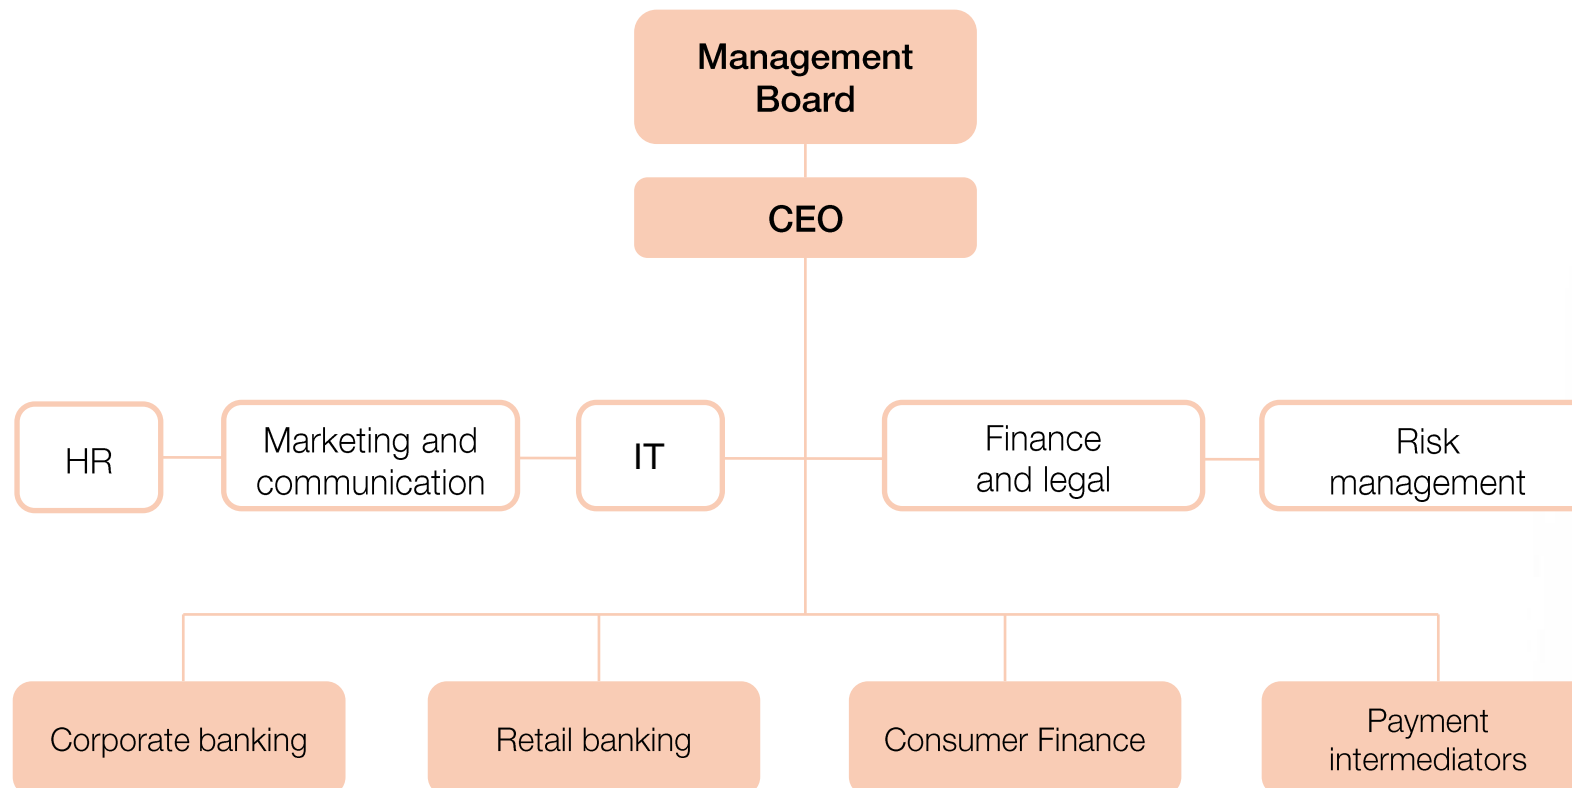 Management
Board
CEO
HR
Marketing and
communication
IT
Finance
and legal
Risk
management
Corporate banking
Retail banking
Consumer Finance
Payment
intermediators